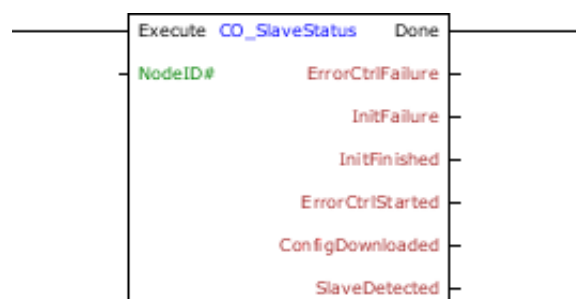 Execute CO_SlaveStatus Done
NodeID# ErrorCtrlFailure
InitFailure
InitFinished
ErrorCtrlStarted
ConfigDownloaded
SlaveDetected